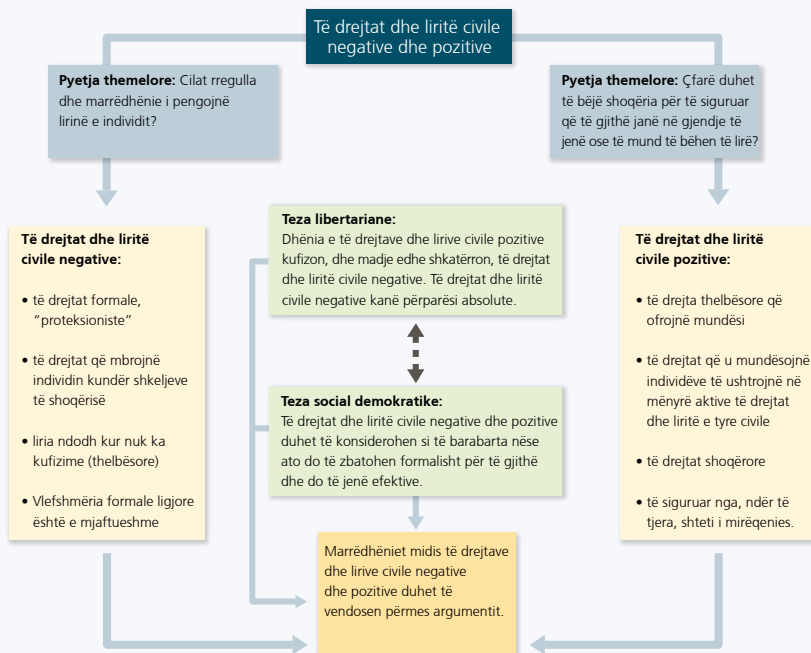 Të drejtat dhe liritë civile
negative dhe pozitive
Pyetja themelore: Cilat rregulla
dhe marrëdhënie i pengojnë
lirinë e individit?
Pyetja themelore: Çfarë duhet
të bëjë shoqëria për të siguruar
që të gjithë janë në gjendje të
jenë ose të mund të bëhen të lirë?
Të drejtat dhe liritë
civile negative:
• të drejtat formale,
“proteksioniste”
• të drejtat që mbrojnë
individin kundër shkeljeve
të shoqërisë
• liria ndodh kur nuk ka
kufizime (thelbësore)
• Vlefshmëria formale ligjore
është e mjaftueshme
Teza libertariane:
Dhënia e të drejtave dhe lirive civile pozitive
kufizon, dhe madje edhe shkatërron, të drejtat
dhe liritë civile negative. Të drejtat dhe liritë
civile negative kanë përparësi absolute.
Teza social demokratike:
Të drejtat dhe liritë civile negative dhe pozitive
duhet të konsiderohen si të barabarta nëse
ato do të zbatohen formalisht për të gjithë
dhe do të jenë efektive.
Marrëdhëniet midis të drejtave
dhe lirive civile negative
dhe pozitive duhet të
vendosen përmes argumentit.
Të drejtat dhe liritë
civile pozitive:
• të drejta thelbësore që
ofrojnë mundësi
• të drejtat që u mundësojnë
individëve të ushtrojnë në
mënyrë aktive të drejtat
dhe liritë e tyre civile
• të drejtat shoqërore
• të siguruar nga, ndër të
tjera, shteti i mirëqenies.